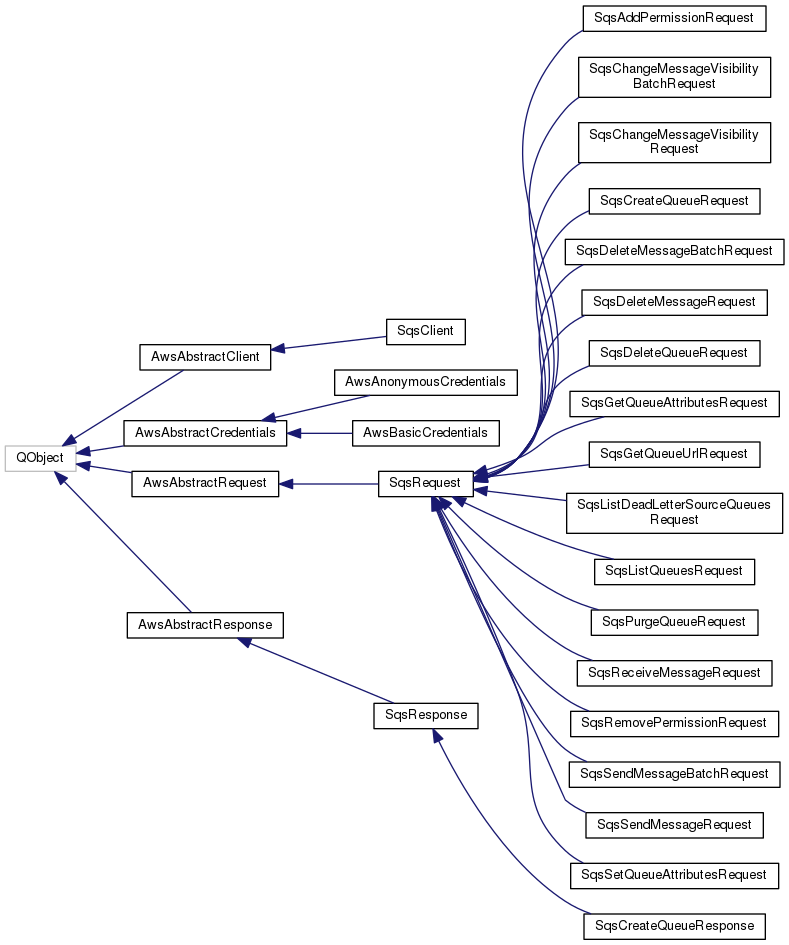 SqsAddPermissionRequest
SqsChangeMessageVisibility
BatchRequest
SqsChangeMessageVisibility
Request
SqsCreateQueueRequest
SqsDeleteMessageBatchRequest
SqsDeleteMessageRequest
SqsClient
AwsAbstractClient
SqsDeleteQueueRequest
AwsAnonymousCredentials
SqsGetQueueAttributesRequest
AwsAbstractCredentials
AwsBasicCredentials
QObject
SqsGetQueueUrlRequest
AwsAbstractRequest
SqsRequest
SqsListDeadLetterSourceQueues
Request
SqsListQueuesRequest
AwsAbstractResponse
SqsPurgeQueueRequest
SqsReceiveMessageRequest
SqsResponse
SqsRemovePermissionRequest
SqsSendMessageBatchRequest
SqsSendMessageRequest
SqsSetQueueAttributesRequest
SqsCreateQueueResponse